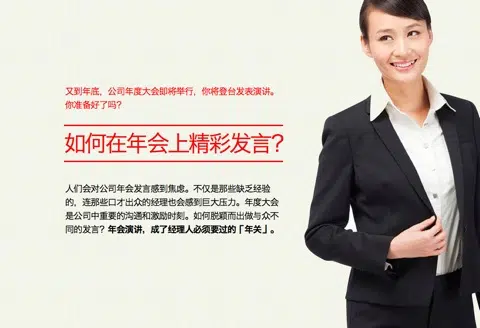 又到年底，公司年度大会即将举行，你将登台发表演讲。
你准备好了吗？
如何在年会上精彩发言？
人们会对公司年会发言感到焦虑。不仅是那些缺乏经验
的，连那些口才出众的经理也会感到巨大压力。年度大会
是公司中重要的沟通和激励时刻。如何脱颖而出做与众不
同的发言？年会演讲，成了经理人必须要过的「年关」。